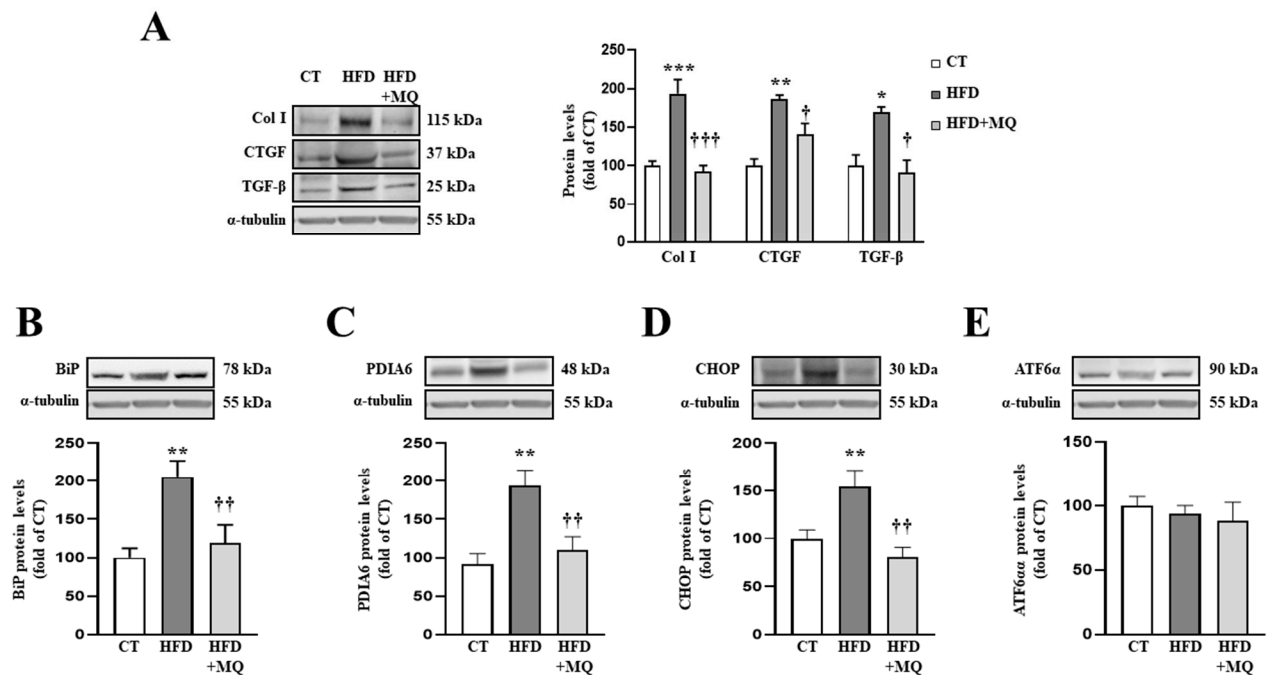 A
CT HFD HFD
+MQ
Col I 115 kDa
CTGF 37 kDa
TGF-β 25 kDa
α-tubulin 55 kDa
Protein levels
(fold of CT)
250
200
150
100
50
0
*** ** *
††† † †
Col I CTGF TGF-β
CT
HFD
HFD+MQ
B
BiP 78 kDa
α-tubulin 55 kDa
BiP protein levels
(fold of CT)
250
200
150
100
50
0
**
††
CT HFD HFD
+MQ
C
PDIA6 48 kDa
α-tubulin 55 kDa
PDIA6 protein levels
(fold of CT)
250
200
150
100
50
0
**
††
CT HFD HFD
+MQ
D
CHOP 30 kDa
α-tubulin 55 kDa
CHOP protein levels
(fold of CT)
200
150
100
50
0
**
††
CT HFD HFD
+MQ
E
ATF6α 90 kDa
α-tubulin 55 kDa
ATF6αα protein levels
(fold of CT)
150
100
50
0
CT HFD HFD
+MQ